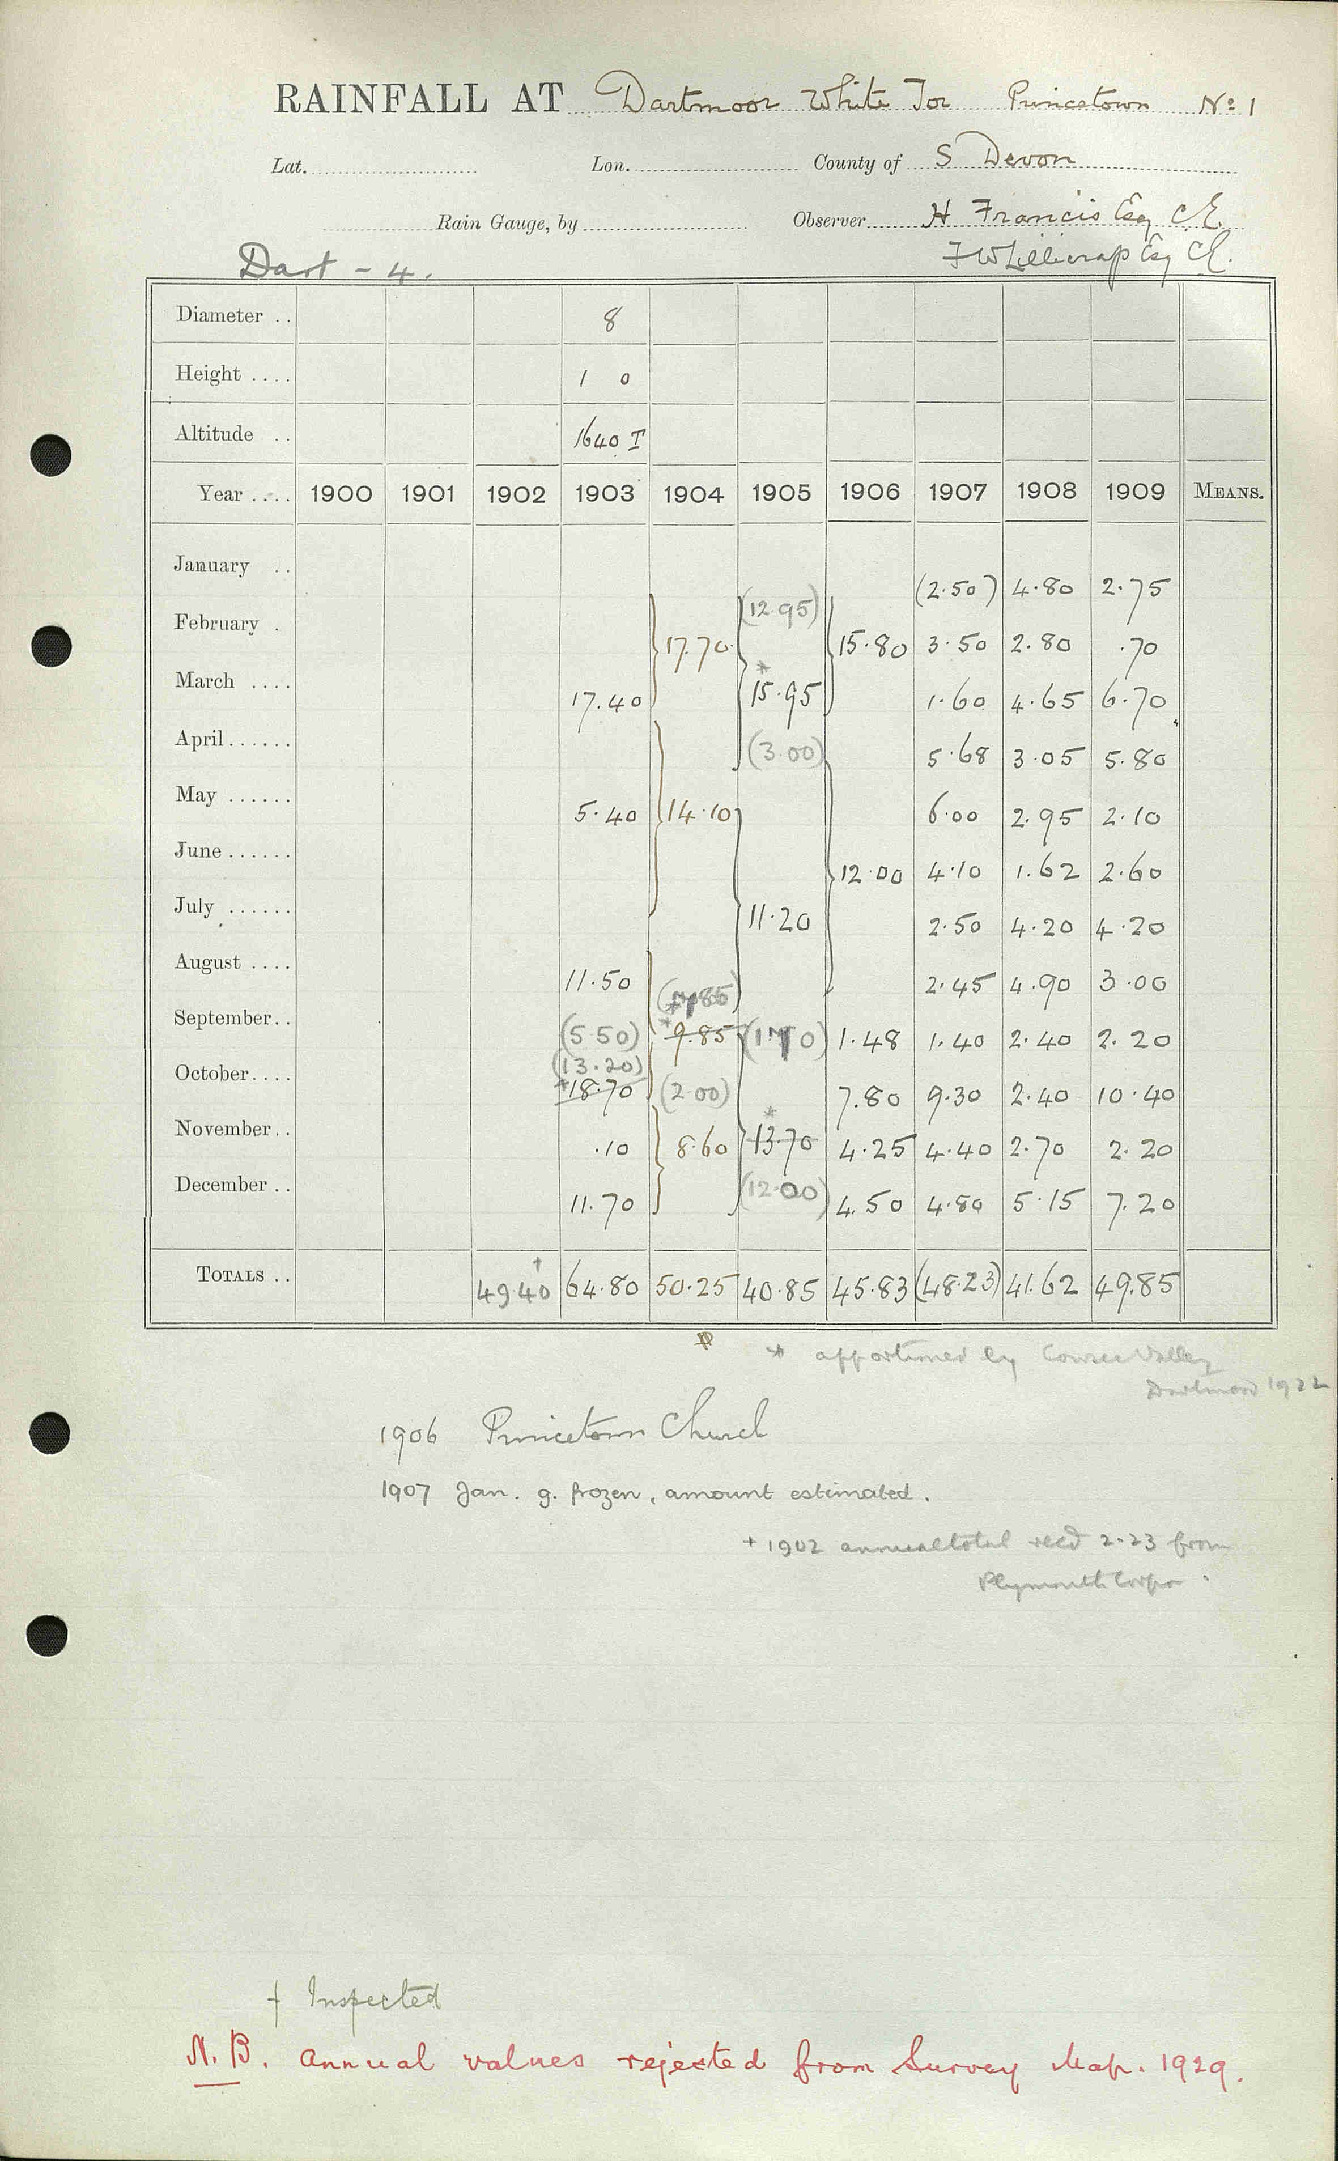 RAINFALL AT Dartmoor White Tor Princetown No 1
Lat. Lon. County of S Devon
Rain Gauge, by Observer H Francis Esq C.E.
Dart - 4. F W Lillicrap Esq C.E.
Diameter .. 8
Height .... 1 0
Altitude .. 1640 T
Year .... 1900 1901 1902 1903 1904 1905 1906 1907 1908 1909 MEANS.
January .. (2.50) 4.80 2.75
(12.95)
February . 17.70 15.80 3.50 2.80 .70
March .... 17.40 * 15.95 1.60 4.65 6.70
April...... (3.00) 5.68 3.05 5.80
May ...... 5.40 14.10 6.00 2.95 2.10
June ...... 12.00 4.10 1.62 2.60
July ...... 11.20 2.50 4.20 4.20
August .... 11.50 2.45 4.90 3.00
September.. (5.50) * 9.85 1.48 1.40 2.40 2.20
(13.20)
October.... * 18.70 (2.00) 7.80 9.30 2.40 10.40
November .. .10 8.60 * 13.70 4.25 4.40 2.70 2.20
December .. 11.70 (12.00) 4.50 4.80 5.15 7.20
TOTALS .. 49.40 + 64.80 50.25 40.85 45.83 (48.23) 41.62 49.85
* apportioned by Cowsic Valley
Dartmoor 1922
1906 Princetown Church
1907 Jan. g. frozen, amount estimated.
+ 1902 annual total recd 2.23 from
Plymouth Corpn.
† Inspected
N.B. Annual values rejected from Survey Map. 1929.